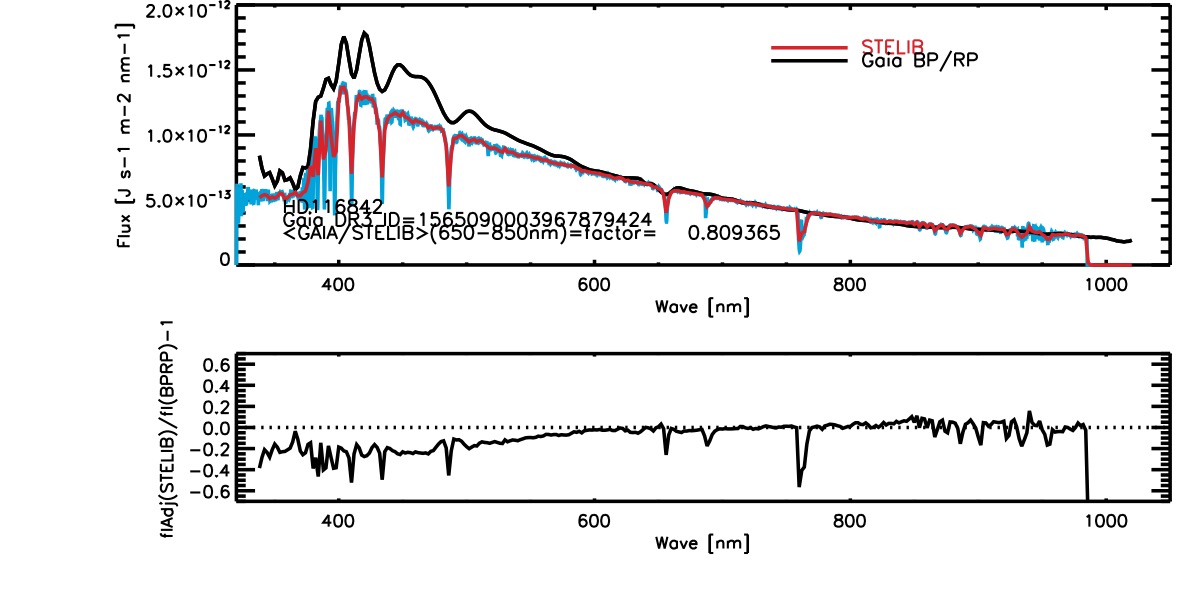 2.0×10−12
1.5×10−12
1.0×10−12
5.0×10−13
0
Flux [J s−1 m−2 nm−1]
STELIB
Gaia BP/RP
HD116842
Gaia DR3 ID=1565090003967879424
<GAIA/STELIB>(650−850nm)=factor= 0.809365
400 600 800 1000
Wave [nm]
flAdj(STELIB)/fl(BPRP)−1
0.6
0.4
0.2
0.0
−0.2
−0.4
−0.6
400 600 800 1000
Wave [nm]